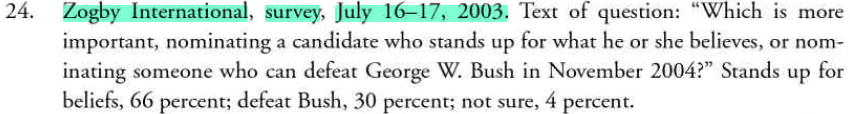 24. Zogby International, survey, July 16–17, 2003. Text of question: “Which is more
important, nominating a candidate who stands up for what he or she believes, or nom-
inating someone who can defeat George W. Bush in November 2004?” Stands up for
beliefs, 66 percent; defeat Bush, 30 percent; not sure, 4 percent.